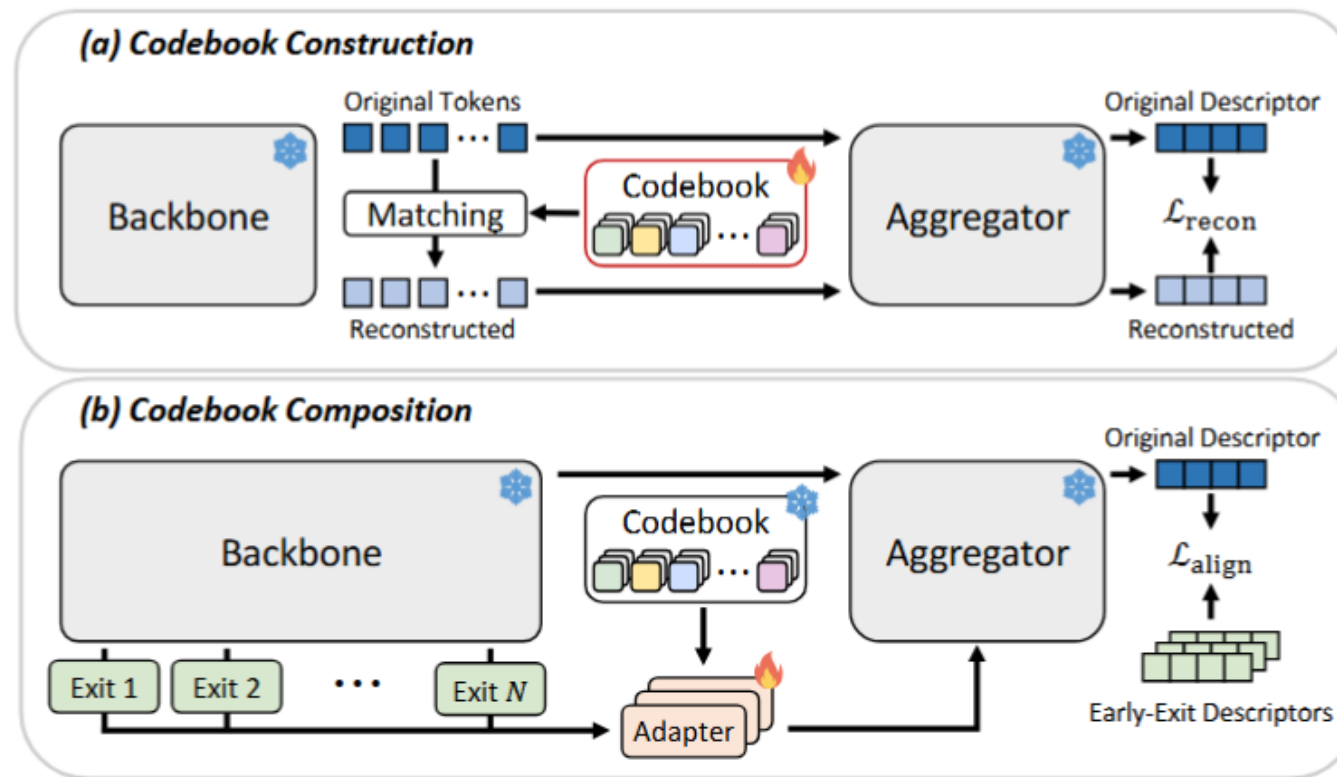 (a) Codebook Construction
Original Tokens
Original Descriptor
Backbone
Codebook
Matching
Aggregator
ℒrecon
Reconstructed
Reconstructed
(b) Codebook Composition
Original Descriptor
Backbone
Codebook
Aggregator
ℒalign
Exit 1
Exit 2
...
Exit N
Adapter
Early-Exit Descriptors